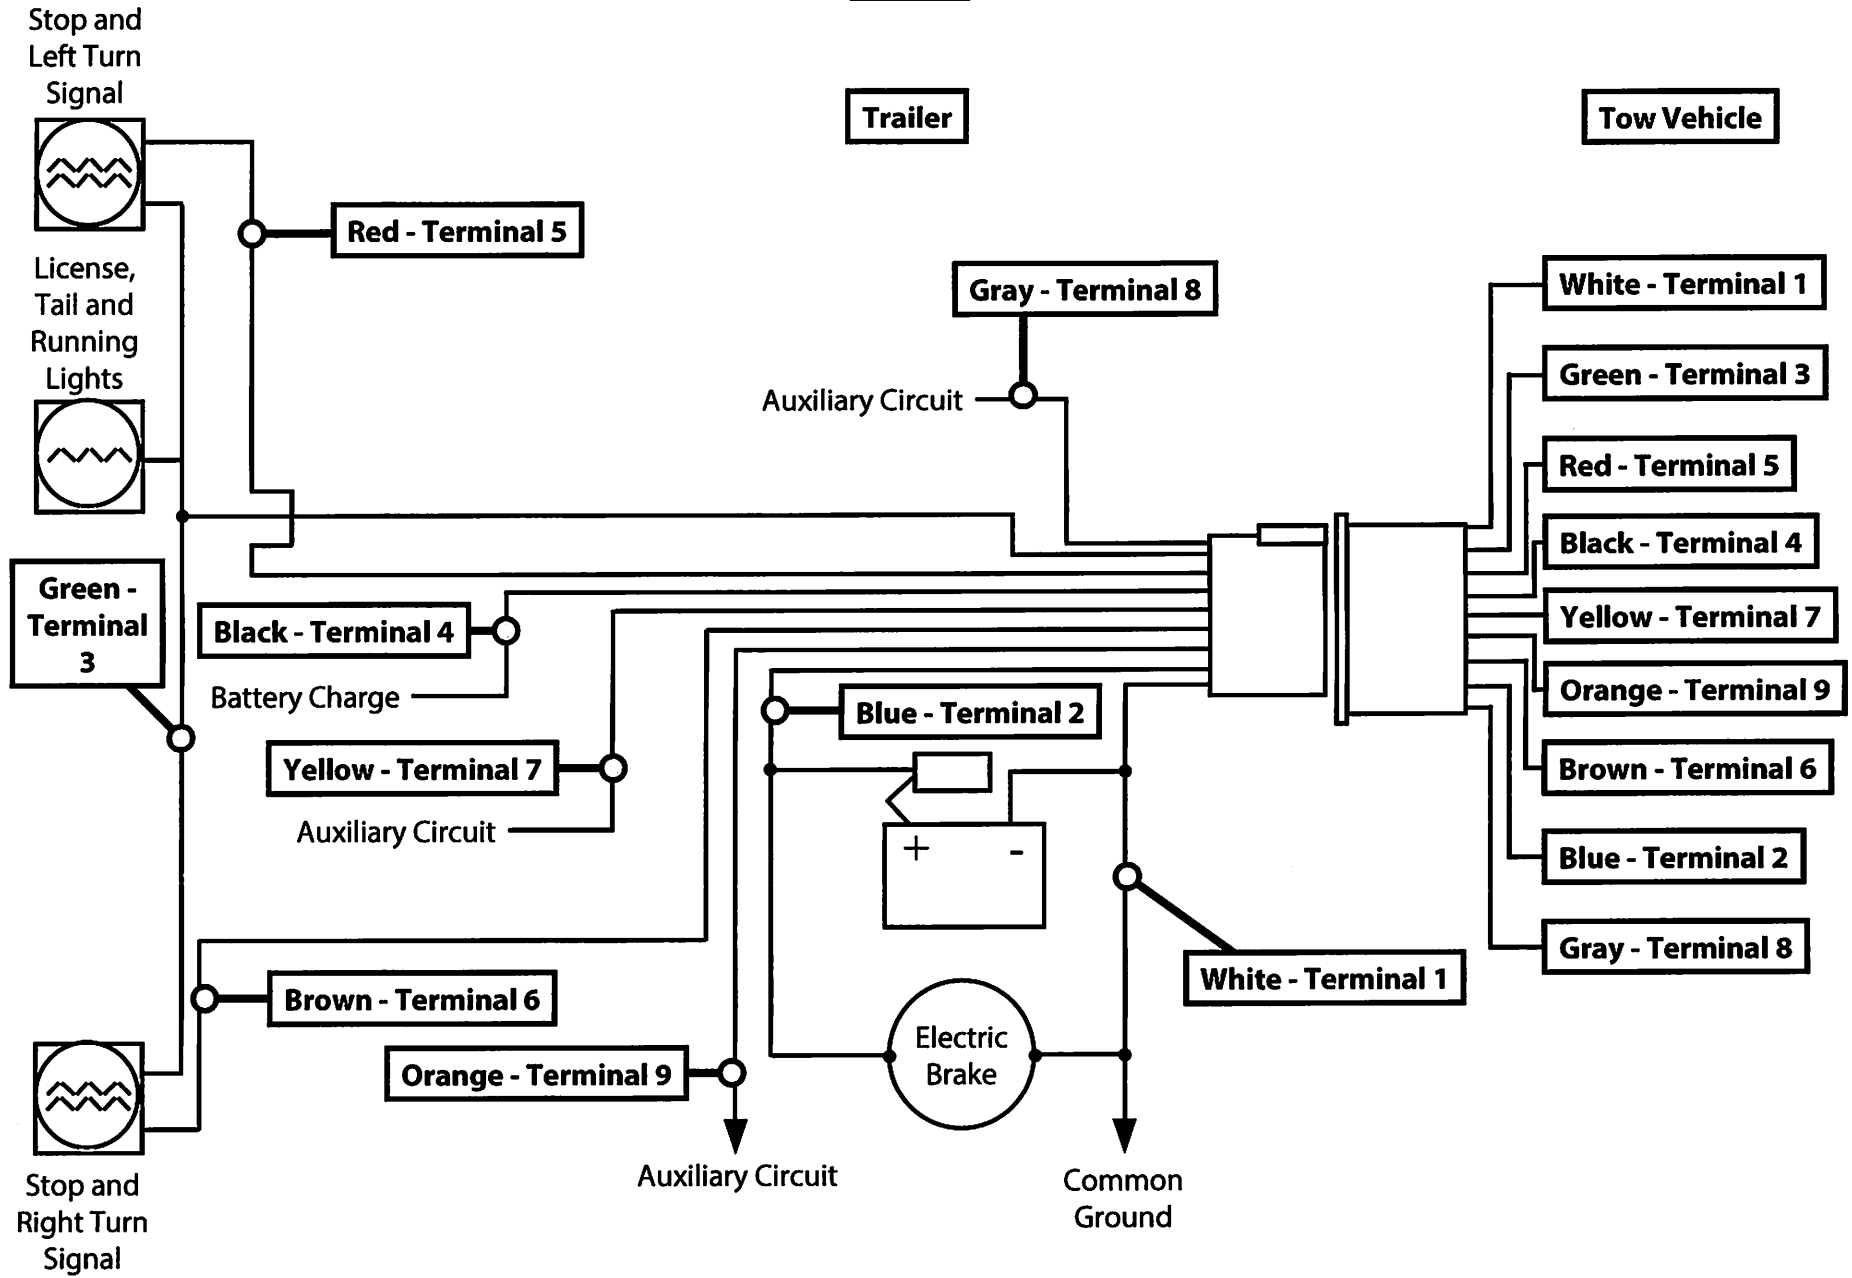 Stop and
Left Turn
Signal
Trailer
Tow Vehicle
Red - Terminal 5
License,
Tail and
Running
Lights
Gray - Terminal 8
Auxiliary Circuit
White - Terminal 1
Green - Terminal 3
Red - Terminal 5
Black - Terminal 4
Yellow - Terminal 7
Orange - Terminal 9
Brown - Terminal 6
Blue - Terminal 2
Gray - Terminal 8
Green -
Terminal
3
Black - Terminal 4
Battery Charge
Yellow - Terminal 7
Auxiliary Circuit
Blue - Terminal 2
+ -
White - Terminal 1
Brown - Terminal 6
Orange - Terminal 9
Electric
Brake
Auxiliary Circuit
Common
Ground
Stop and
Right Turn
Signal